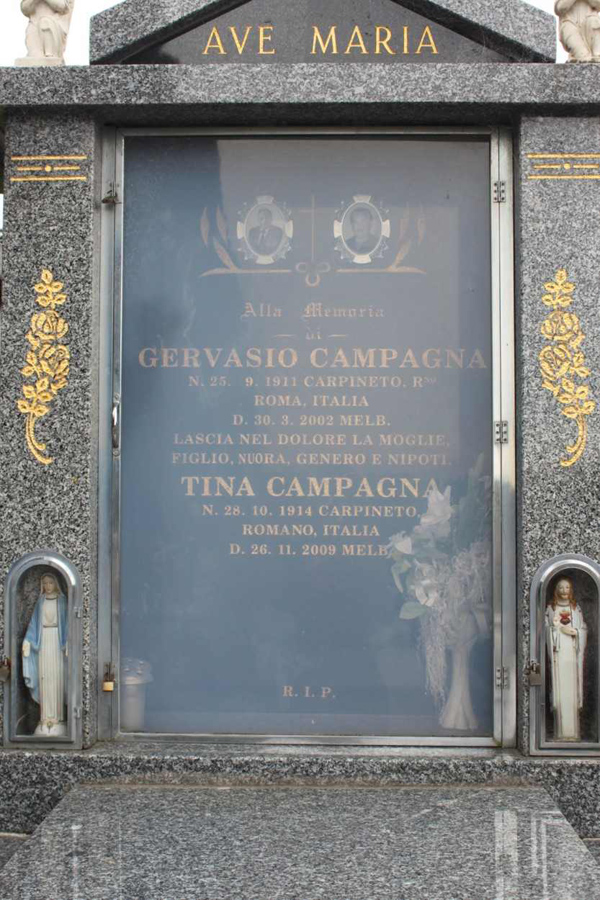 AVE MARIA
Alla Memoria
di
GERVASIO CAMPAGNA
N. 25. 9. 1911 CARPINETO. Rᴺᴼ
ROMA, ITALIA
D. 30. 3. 2002 MELB.
LASCIA NEL DOLORE LA MOGLIE,
FIGLIO, NUORA, GENERO E NIPOTI.
TINA CAMPAGNA
N. 28. 10. 1914 CARPINETO,
ROMANO, ITALIA
D. 26. 11. 2009 MELB.
R. I. P.